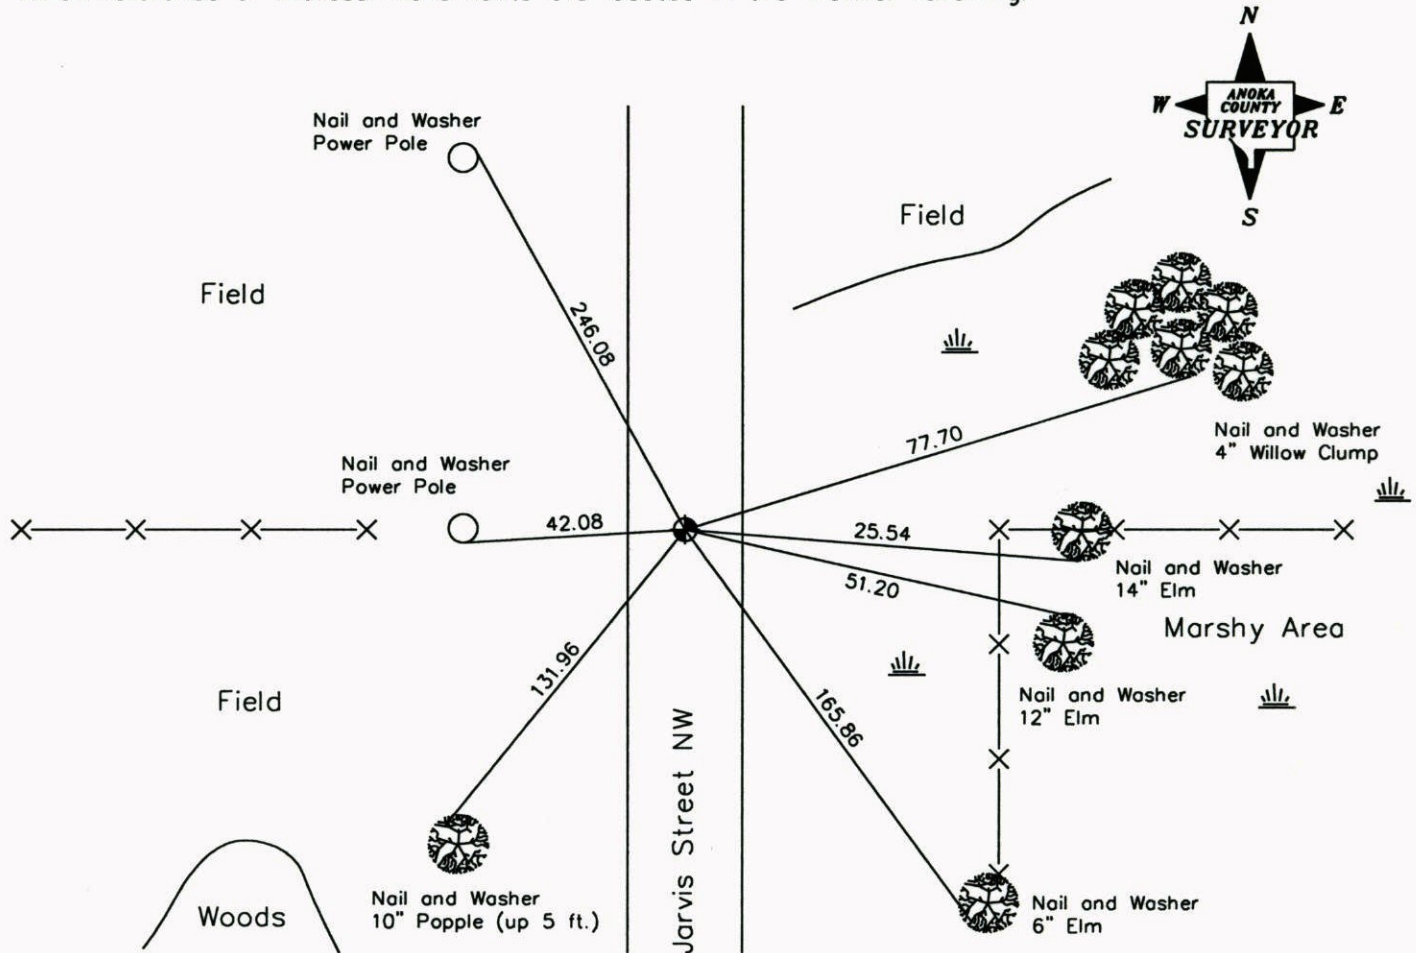 N
W
ANOKA
COUNTY
SURVEYOR
E
S
Nail and Washer
Power Pole
Field
Field
246.08
77.70
Nail and Washer
4" Willow Clump
Nail and Washer
Power Pole
42.08
25.54
Nail and Washer
14" Elm
51.20
Marshy Area
131.96
165.86
Field
Nail and Washer
12" Elm
Jarvis Street NW
Nail and Washer
10" Popple (up 5 ft.)
Woods
Nail and Washer
6" Elm